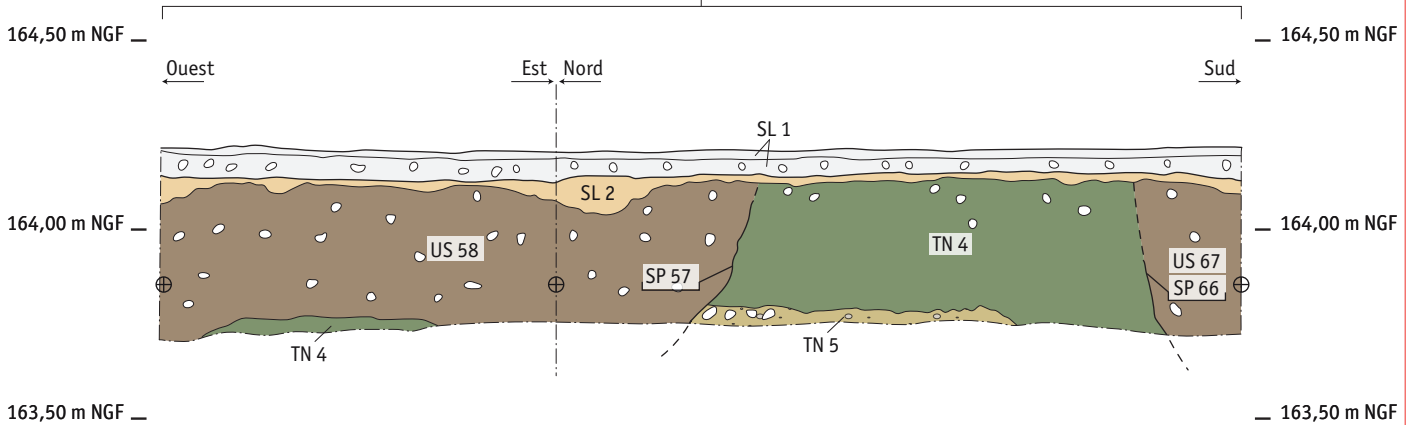 164,50 m NGF
164,50 m NGF
Ouest
Est
Nord
Sud
SL 1
SL 2
164,00 m NGF
164,00 m NGF
US 58
TN 4
SP 57
US 67
SP 66
TN 4
TN 5
163,50 m NGF
163,50 m NGF